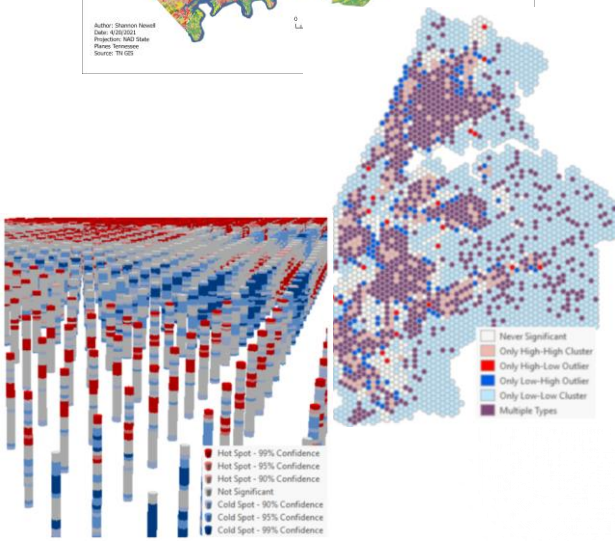 Author: Shannon Newell
Date: 4/28/2021
Projection: NAD State
Planes Tennessee
Source: TN GIS
0
Never Significant
Only High-High Cluster
Only High-Low Outlier
Only Low-High Outlier
Only Low-Low Cluster
Multiple Types
Hot Spot - 99% Confidence
Hot Spot - 95% Confidence
Hot Spot - 90% Confidence
Not Significant
Cold Spot - 90% Confidence
Cold Spot - 95% Confidence
Cold Spot - 99% Confidence